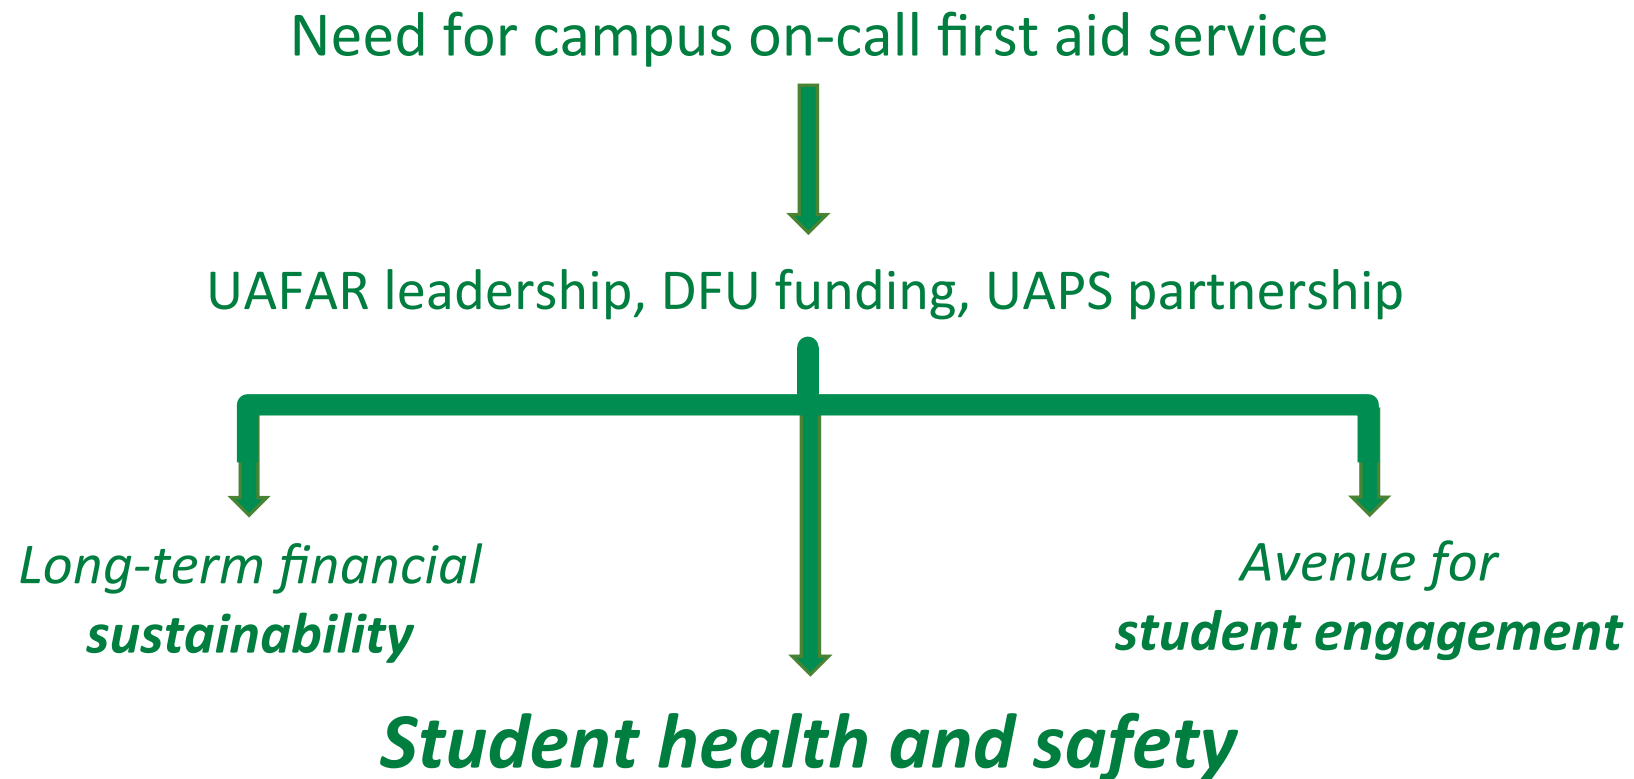 Need for campus on-call first aid service
UAFAR leadership, DFU funding, UAPS partnership
Long-term financial
sustainability
Avenue for
student engagement
Student health and safety